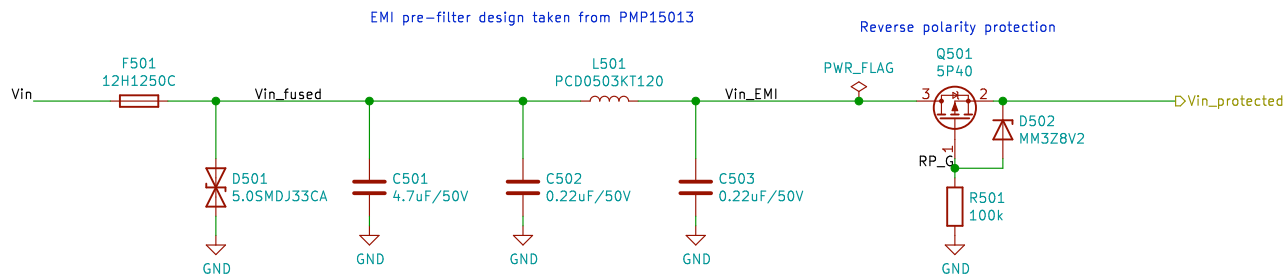 EMI pre-filter design taken from PMP15013
Reverse polarity protection
F501
12H1250C
L501
PCD0503KT120
PWR_FLAG
Q501
5P40
Vin
Vin_fused
Vin_EMI
3
2
Vin_protected
D502
MM3Z8V2
1
RP_G
D501
5.0SMDJ33CA
C501
4.7uF/50V
C502
0.22uF/50V
C503
0.22uF/50V
R501
100k
GND
GND
GND
GND
GND